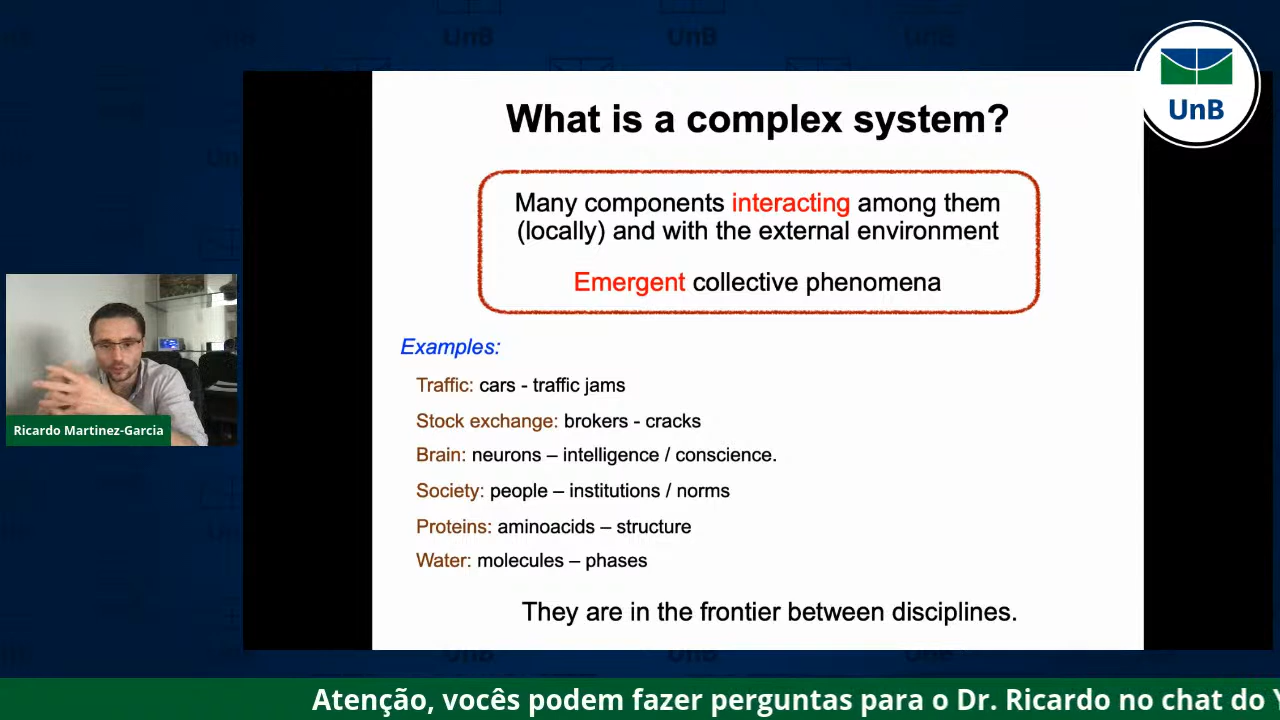 UnB
UnB
UnB
UnB
What is a complex system?
Many components interacting among them
(locally) and with the external environment
Emergent collective phenomena
Examples:
Traffic: cars - traffic jams
Stock exchange: brokers - cracks
Brain: neurons – intelligence / conscience.
Society: people – institutions / norms
Proteins: aminoacids – structure
Water: molecules – phases
They are in the frontier between disciplines.
Ricardo Martinez-Garcia
Atenção, vocês podem fazer perguntas para o Dr. Ricardo no chat do